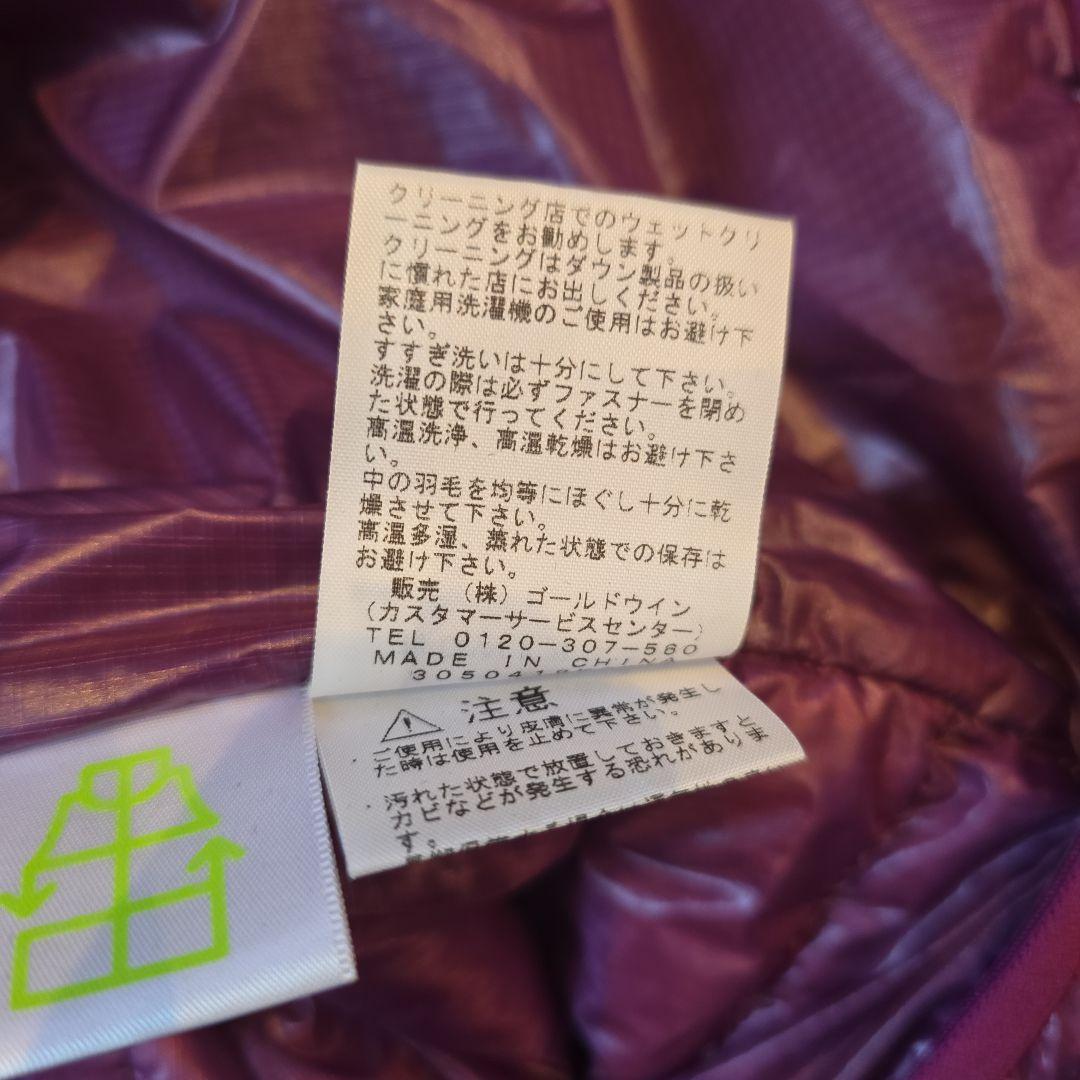 クリーニング店でのウェットクリ
ーニングをお勧めします。
クリーニングはダウン製品の扱い
に慣れた店にお出しください。
家庭用洗濯機のご使用はお避け下
さい。
すすぎ洗いは十分にして下さい。
洗濯の際は必ずファスナーを閉め
た状態で行ってください。
高温洗浄、高温乾燥はお避け下さ
い。
中の羽毛を均等にほぐし十分に乾
燥させて下さい。
高温多湿、蒸れた状態での保存は
お避け下さい。
販売 (株) ゴールドウイン
(カスタマーサービスセンター)
TEL 0120-307-560
MADE IN CHINA
注意
ご使用により皮膚に異常が発生し
た時は使用を止めて下さい。
汚れた状態で放置しておきますと
カビなどが発生する恐れがありま
す。